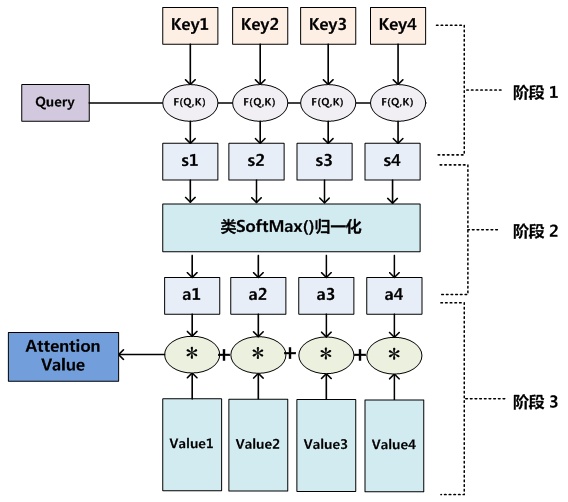 Key1 Key2 Key3 Key4
Query F(Q,K) F(Q,K) F(Q,K) F(Q,K) 阶段 1
s1 s2 s3 s4
类SoftMax()归一化 阶段 2
a1 a2 a3 a4
Attention
Value
* + * + * + *
Value1 Value2 Value3 Value4
阶段 3